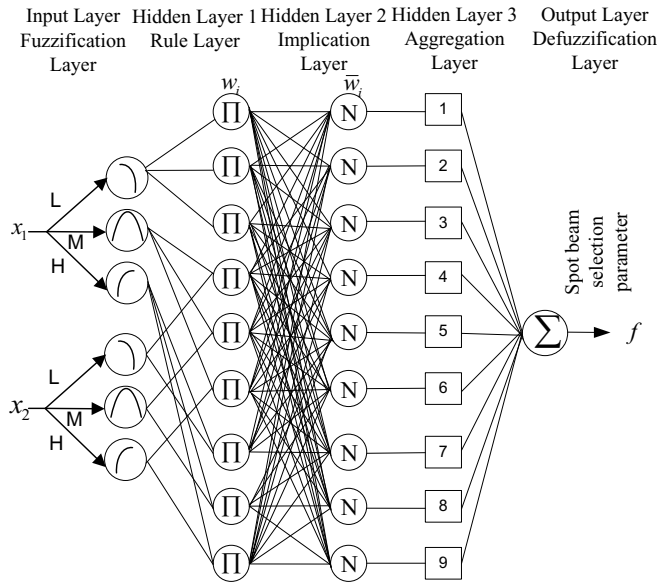 Input Layer
Fuzzification
Layer
Hidden Layer 1
Rule Layer
Hidden Layer 2
Implication
Layer
Hidden Layer 3
Aggregation
Layer
Output Layer
Defuzzification
Layer
w_i
w̄_i
∏ N 1
∏ N 2
∏ N 3
∏ N 4
∏ N 5
∏ N 6
∏ N 7
∏ N 8
∏ N 9
x₁
L
M
H
x₂
L
M
H
∑
Spot beam
selection
parameter
f